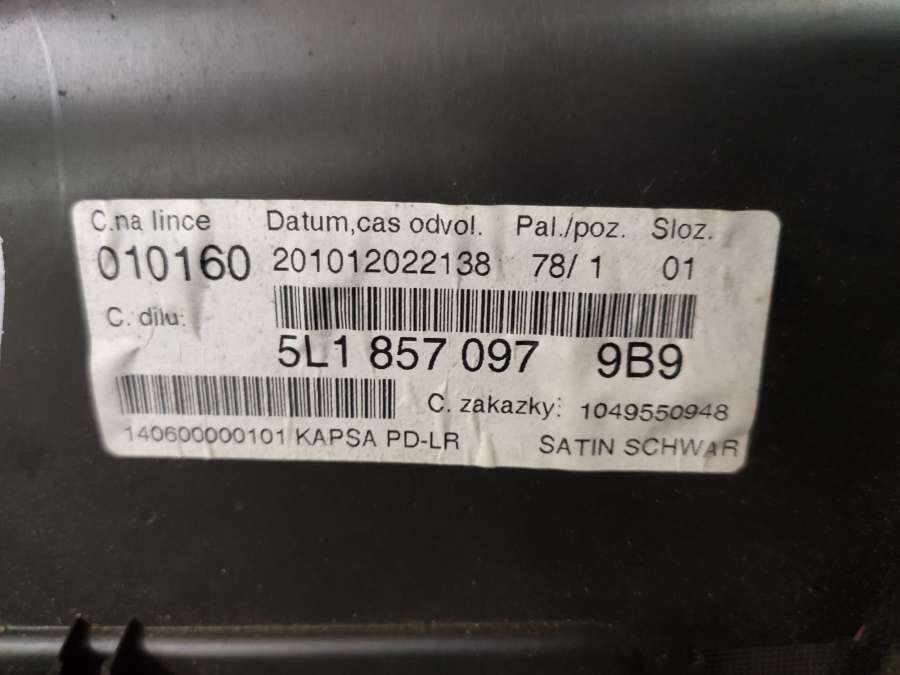 C.na lince Datum,cas odvol. Pal./poz. Sloz.
010160 201012022138 78/ 1 01
C. dilu:
5L1 857 097 9B9
C. zakazky: 1049550948
140600000101 KAPSA PD-LR SATIN SCHWAR